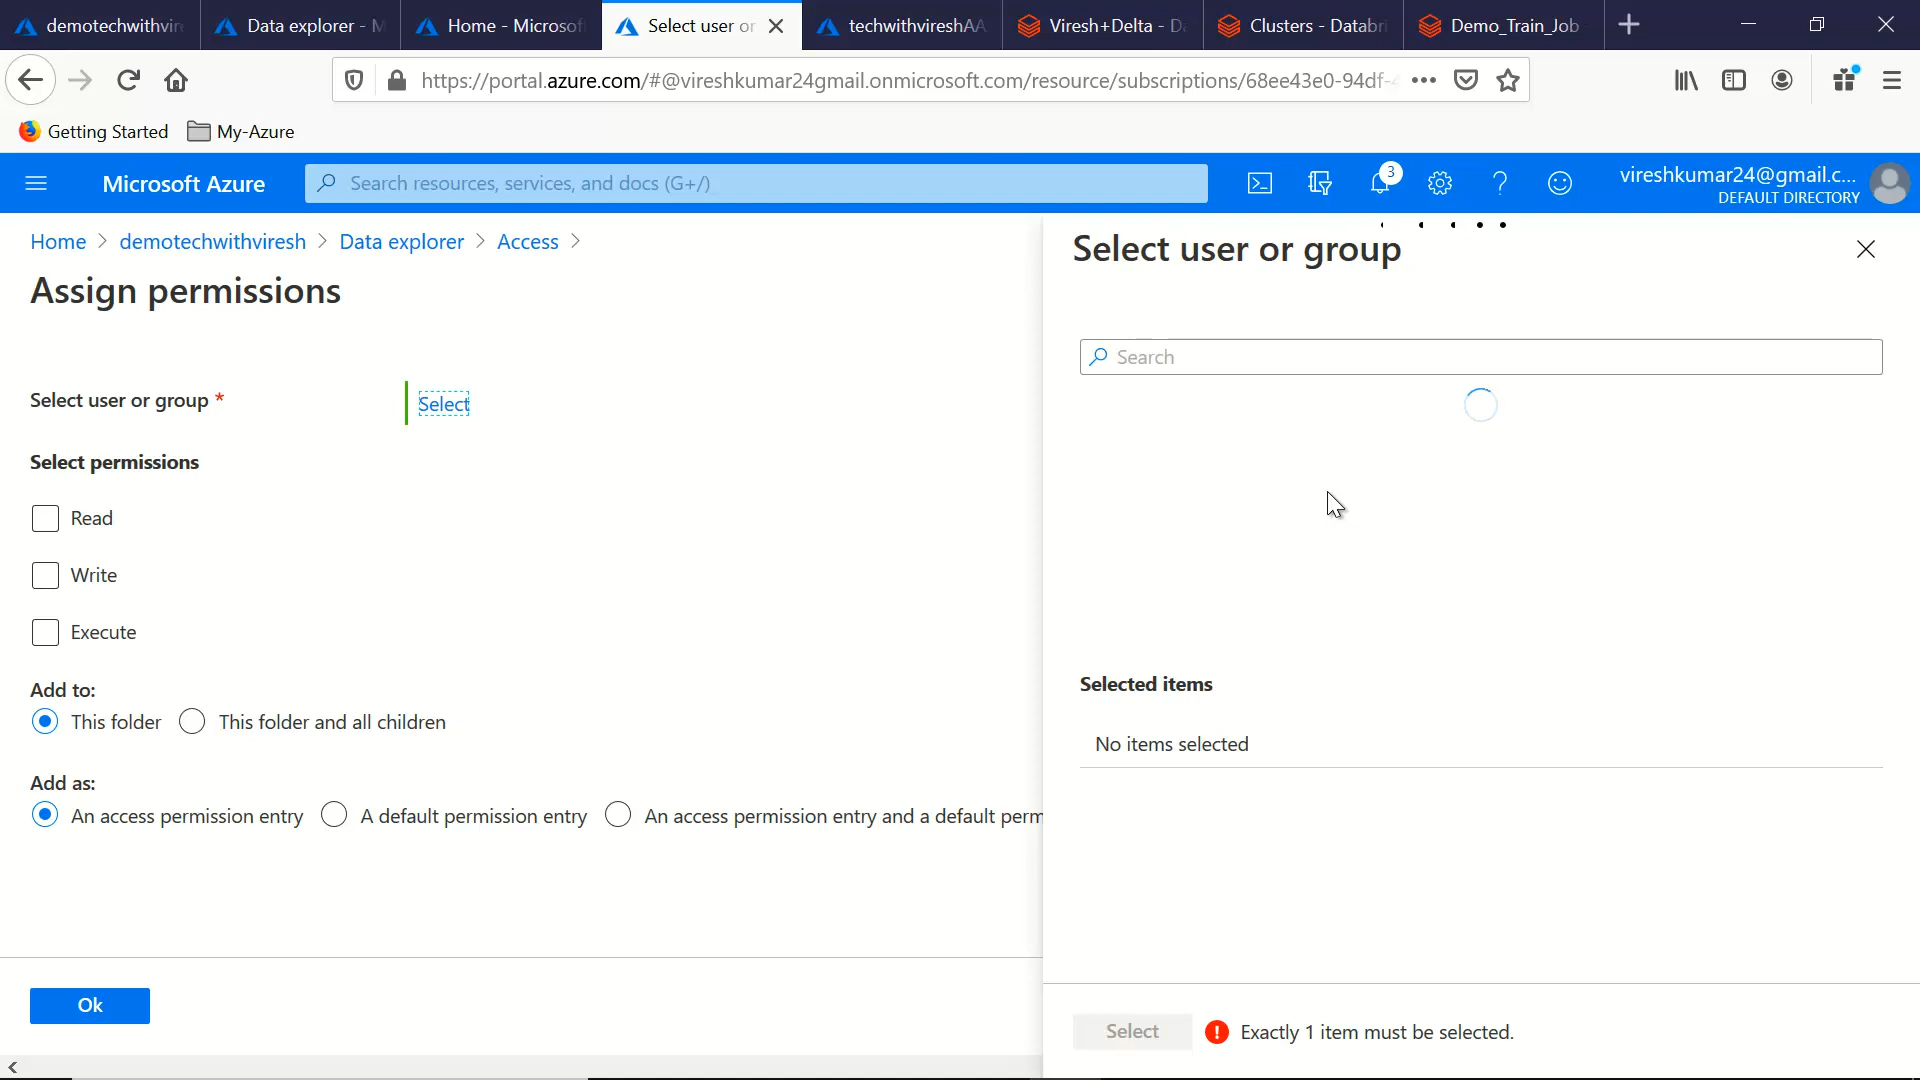 demotechwithvire
Data explorer - M
Home - Microsof
Select user or
techwithvireshAA
Viresh+Delta - Da
Clusters - Databri
Demo_Train_Job
https://portal.azure.com/#@vireshkumar24gmail.onmicrosoft.com/resource/subscriptions/68ee43e0-94df-4
Getting Started
My-Azure
Microsoft Azure
Search resources, services, and docs (G+/)
3
vireshkumar24@gmail.c...
DEFAULT DIRECTORY
Home > demotechwithviresh > Data explorer > Access >
Assign permissions
Select user or group *
Select
Select permissions
Read
Write
Execute
Add to:
This folder
This folder and all children
Add as:
An access permission entry
A default permission entry
An access permission entry and a default perm
Ok
Select user or group
Search
Selected items
No items selected
Select
Exactly 1 item must be selected.